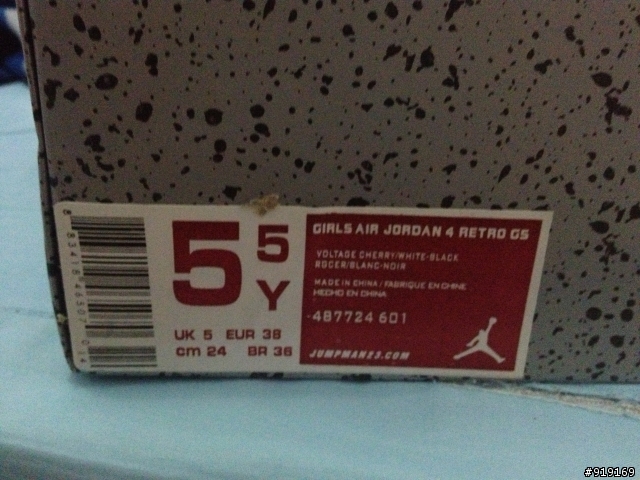 5 5 Y
UK 5 EUR 38
cm 24 BR 36
GIRLS AIR JORDAN 4 RETRO GS
VOLTAGE CHERRY/WHITE-BLACK
ROCER/BLANC-NOIR
MADE IN CHINA / FABRIQUE EN CHINE
HECHO EN CHINA
487724 601
JUMPMAN23.COM
#919169